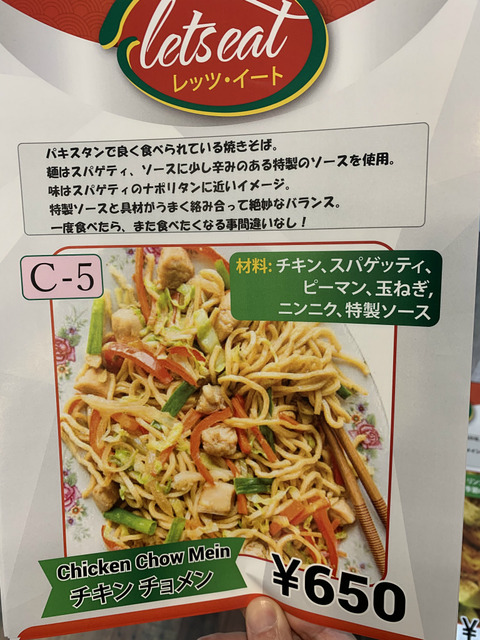 letseat
レッツ・イート
パキスタンで良く食べられている焼きそば。
麺はスパゲティ、ソースに少し辛みのある特製のソースを使用。
味はスパゲティのナポリタンに近いイメージ。
特製ソースと具材がうまく絡み合って絶妙なバランス。
一度食べたら、また食べたくなる事間違いなし！
C-5
材料: チキン、スパゲッティ、
ピーマン、玉ねぎ,
ニンニク、特製ソース
Chicken Chow Mein
チキン チョメン
¥650